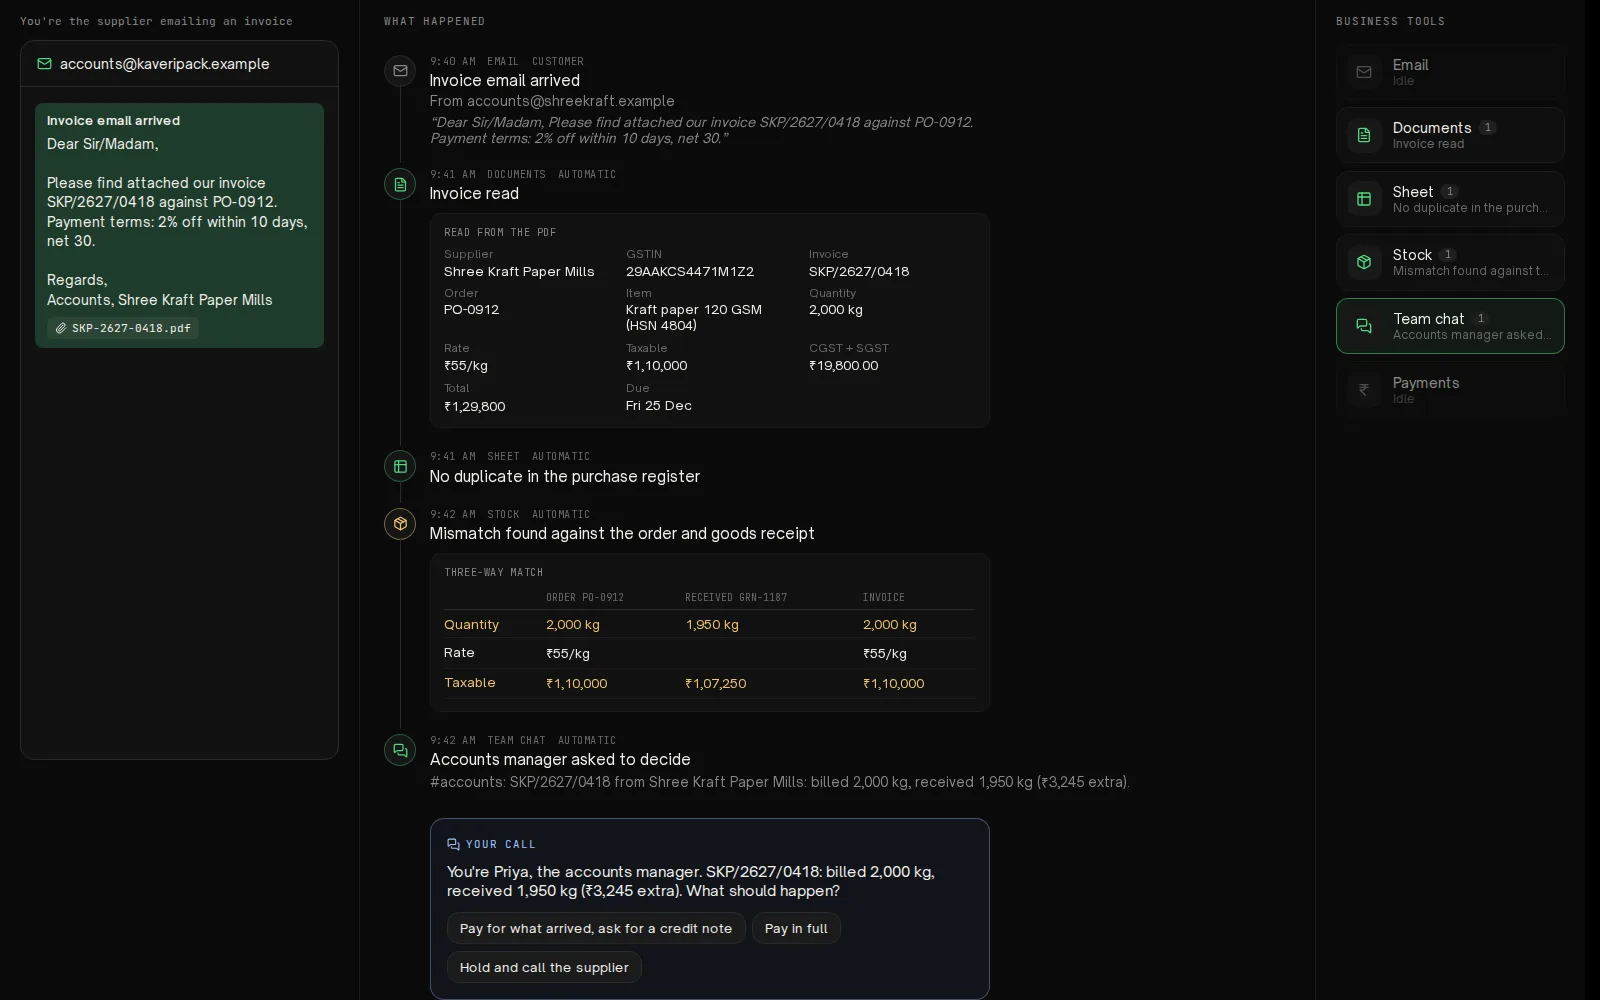 You're the supplier emailing an invoice
accounts@kaveripack.example
Invoice email arrived
Dear Sir/Madam,
Please find attached our invoice
SKP/2627/0418 against PO-0912.
Payment terms: 2% off within 10 days,
net 30.
Regards,
Accounts, Shree Kraft Paper Mills
SKP-2627-0418.pdf
WHAT HAPPENED
9:40 AM EMAIL CUSTOMER
Invoice email arrived
From accounts@shreekraft.example
“Dear Sir/Madam, Please find attached our invoice SKP/2627/0418 against PO-0912.
Payment terms: 2% off within 10 days, net 30.”
9:41 AM DOCUMENTS AUTOMATIC
Invoice read
READ FROM THE PDF
Supplier GSTIN Invoice
Shree Kraft Paper Mills 29AAKCS4471M1Z2 SKP/2627/0418
Order Item Quantity
PO-0912 Kraft paper 120 GSM 2,000 kg
(HSN 4804)
Rate Taxable CGST + SGST
₹55/kg ₹1,10,000 ₹19,800.00
Total Due
₹1,29,800 Fri 25 Dec
9:41 AM SHEET AUTOMATIC
No duplicate in the purchase register
9:42 AM STOCK AUTOMATIC
Mismatch found against the order and goods receipt
THREE-WAY MATCH
ORDER PO-0912 RECEIVED GRN-1187 INVOICE
Quantity 2,000 kg 1,950 kg 2,000 kg
Rate ₹55/kg ₹55/kg
Taxable ₹1,10,000 ₹1,07,250 ₹1,10,000
9:42 AM TEAM CHAT AUTOMATIC
Accounts manager asked to decide
#accounts: SKP/2627/0418 from Shree Kraft Paper Mills: billed 2,000 kg, received 1,950 kg (₹3,245 extra).
YOUR CALL
You're Priya, the accounts manager. SKP/2627/0418: billed 2,000 kg,
received 1,950 kg (₹3,245 extra). What should happen?
Pay for what arrived, ask for a credit note Pay in full
Hold and call the supplier
BUSINESS TOOLS
Email
Idle
Documents 1
Invoice read
Sheet 1
No duplicate in the purch...
Stock 1
Mismatch found against t...
Team chat 1
Accounts manager asked...
Payments
Idle